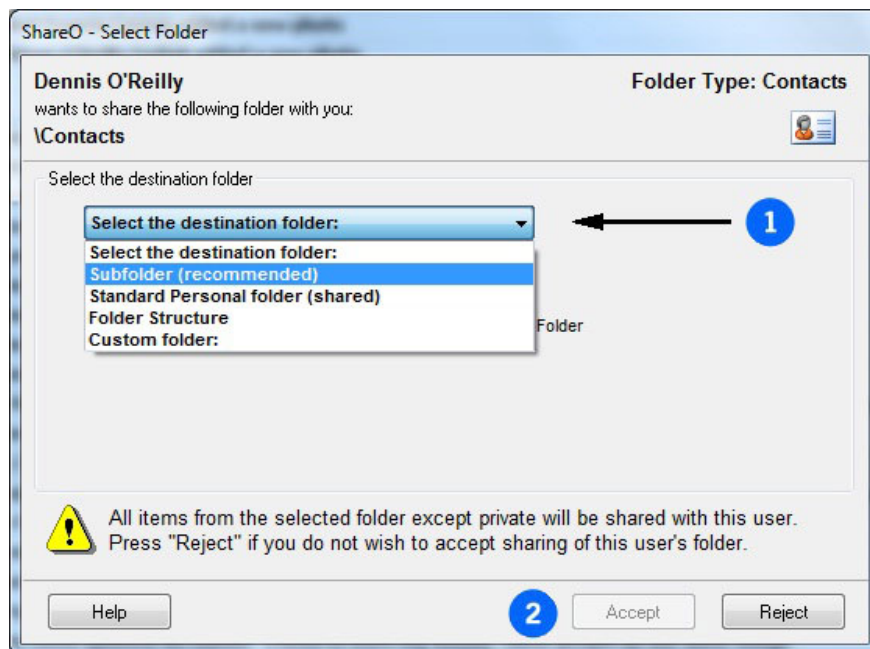 ShareO - Select Folder
Dennis O'Reilly
Folder Type: Contacts
wants to share the following folder with you:
\Contacts
Select the destination folder
Select the destination folder:
1
Select the destination folder:
Subfolder (recommended)
Standard Personal folder (shared)
Folder Structure
Folder
Custom folder:
All items from the selected folder except private will be shared with this user.
Press "Reject" if you do not wish to accept sharing of this user's folder.
Help
2
Accept
Reject